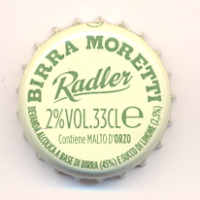 BIRRA MORETTI
Radler
2%VOL.33CLe
Contiene MALTO D'ORZO
BEVANDA ALCOLICA A BASE DI BIRRA (45%) E SUCCO DI LIMONE (2,5%)